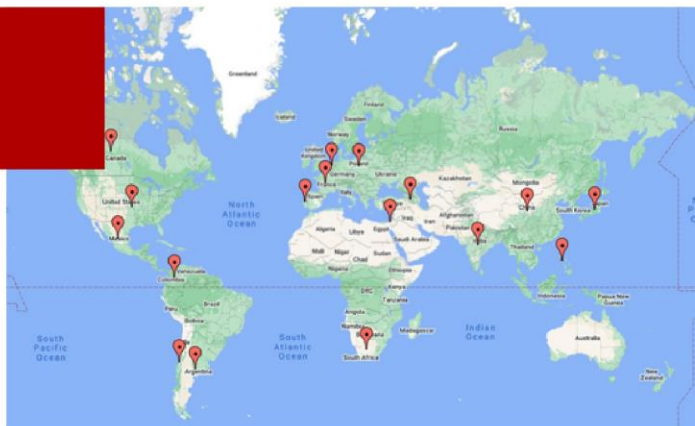 Greenland
Iceland
Finland
Sweden
Norway
Russia
Canada
United
Kingdom
Poland
Germany
Ukraine
France
Kazakhstan
Mongolia
Spain
Italy
United States
North
Atlantic
Ocean
China
South Korea
Japan
Iraq
Iran
Afghanistan
Pakistan
Algeria
Libya
Egypt
Saudi Arabia
India
Mexico
Mali
Niger
Chad
Sudan
Thailand
Nigeria
Ethiopia
Venezuela
Colombia
Kenya
DRC
Tanzania
Indonesia
Papua New
Guinea
Peru
Brazil
Angola
Bolivia
Namibia
Madagascar
South
Pacific
Ocean
South
Atlantic
Ocean
Indian
Ocean
Australia
South Africa
Argentina
New
Zealand